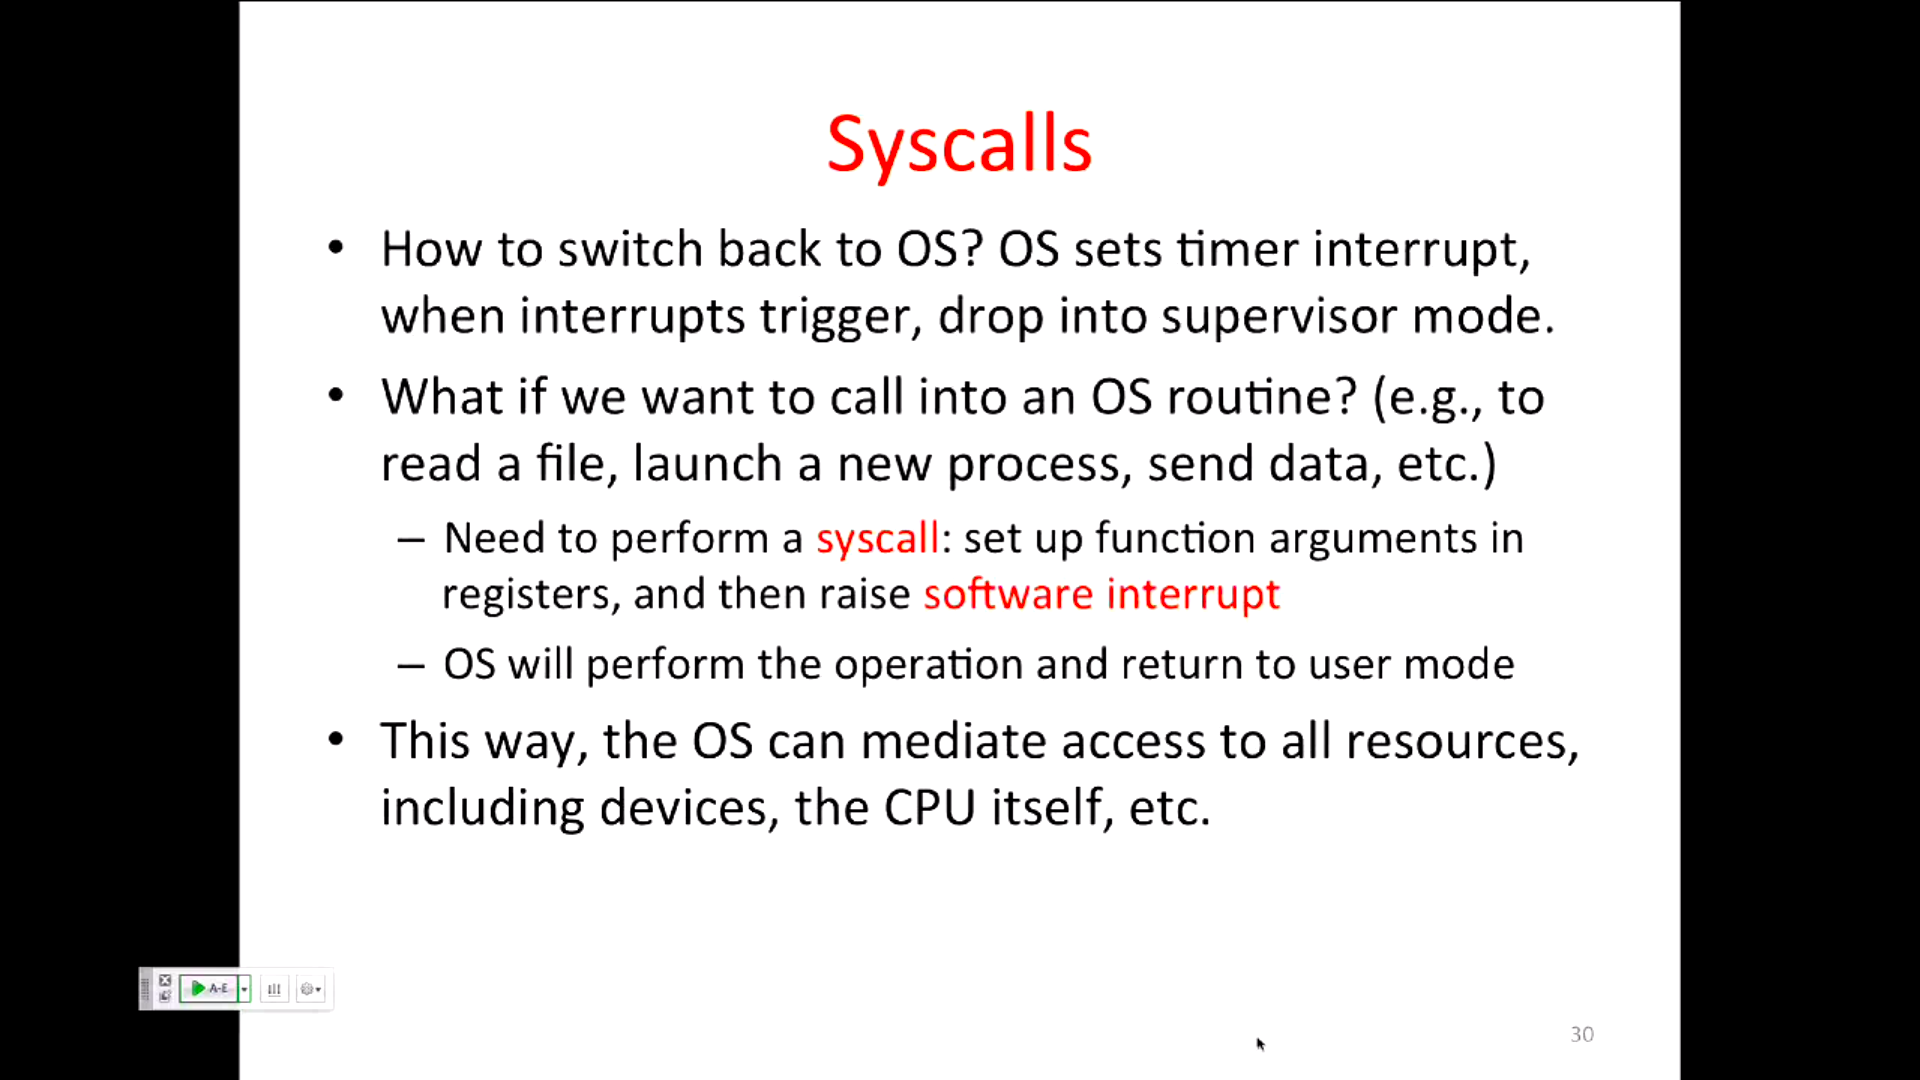 Syscalls
• How to switch back to OS? OS sets timer interrupt,
when interrupts trigger, drop into supervisor mode.
• What if we want to call into an OS routine? (e.g., to
read a file, launch a new process, send data, etc.)
– Need to perform a syscall: set up function arguments in
registers, and then raise software interrupt
– OS will perform the operation and return to user mode
• This way, the OS can mediate access to all resources,
including devices, the CPU itself, etc.
A-E
30